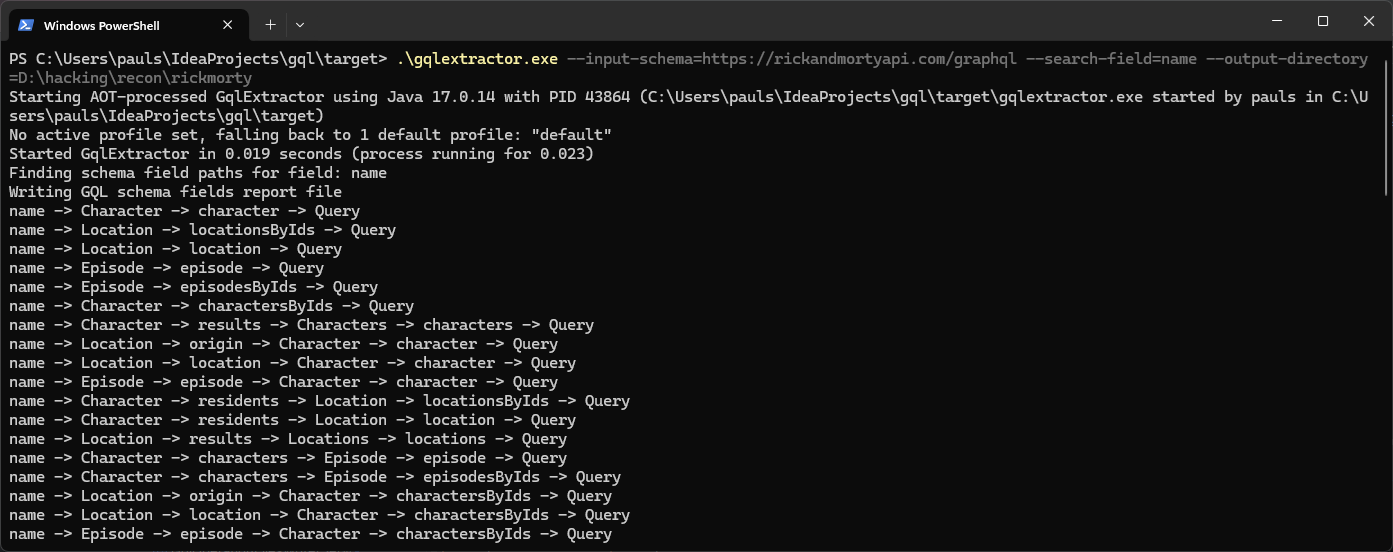 Windows PowerShell
PS C:\Users\pauls\IdeaProjects\gql\target> .\gqlextractor.exe --input-schema=https://rickandmortyapi.com/graphql --search-field=name --output-directory
=D:\hacking\recon\rickmorty
Starting AOT-processed GqlExtractor using Java 17.0.14 with PID 43864 (C:\Users\pauls\IdeaProjects\gql\target\gqlextractor.exe started by pauls in C:\U
sers\pauls\IdeaProjects\gql\target)
No active profile set, falling back to 1 default profile: "default"
Started GqlExtractor in 0.019 seconds (process running for 0.023)
Finding schema field paths for field: name
Writing GQL schema fields report file
name -> Character -> character -> Query
name -> Location -> locationsByIds -> Query
name -> Location -> location -> Query
name -> Episode -> episode -> Query
name -> Episode -> episodesByIds -> Query
name -> Character -> charactersByIds -> Query
name -> Character -> results -> Characters -> characters -> Query
name -> Location -> origin -> Character -> character -> Query
name -> Location -> location -> Character -> character -> Query
name -> Episode -> episode -> Character -> character -> Query
name -> Character -> residents -> Location -> locationsByIds -> Query
name -> Character -> residents -> Location -> location -> Query
name -> Location -> results -> Locations -> locations -> Query
name -> Character -> characters -> Episode -> episode -> Query
name -> Character -> characters -> Episode -> episodesByIds -> Query
name -> Location -> origin -> Character -> charactersByIds -> Query
name -> Location -> location -> Character -> charactersByIds -> Query
name -> Episode -> episode -> Character -> charactersByIds -> Query